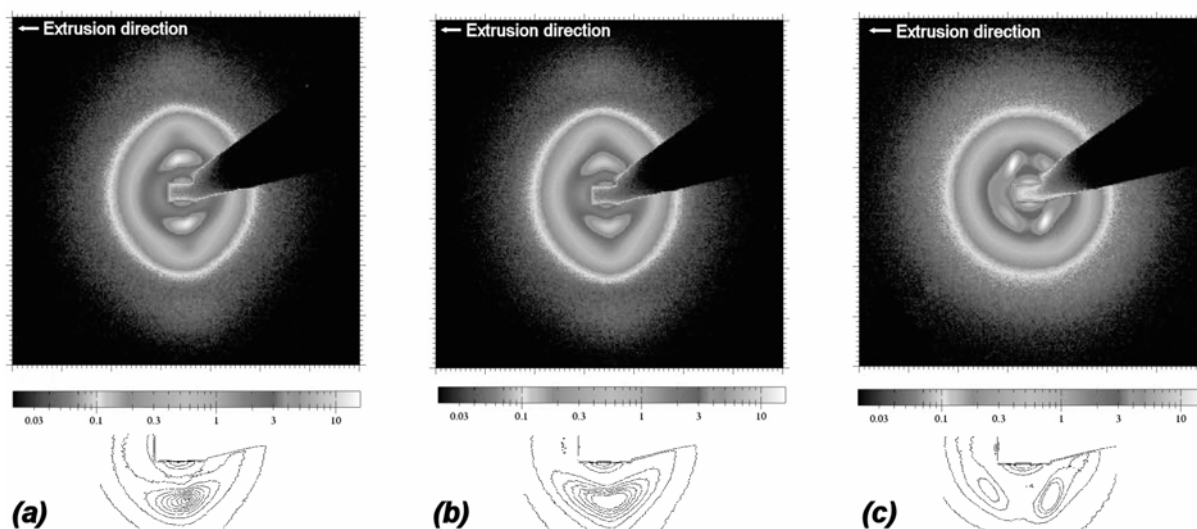 ← Extrusion direction
← Extrusion direction
← Extrusion direction
0.03 0.1 0.3 1 3 10
0.03 0.1 0.3 1 3 10
0.03 0.1 0.3 1 3 10
(a)
(b)
(c)